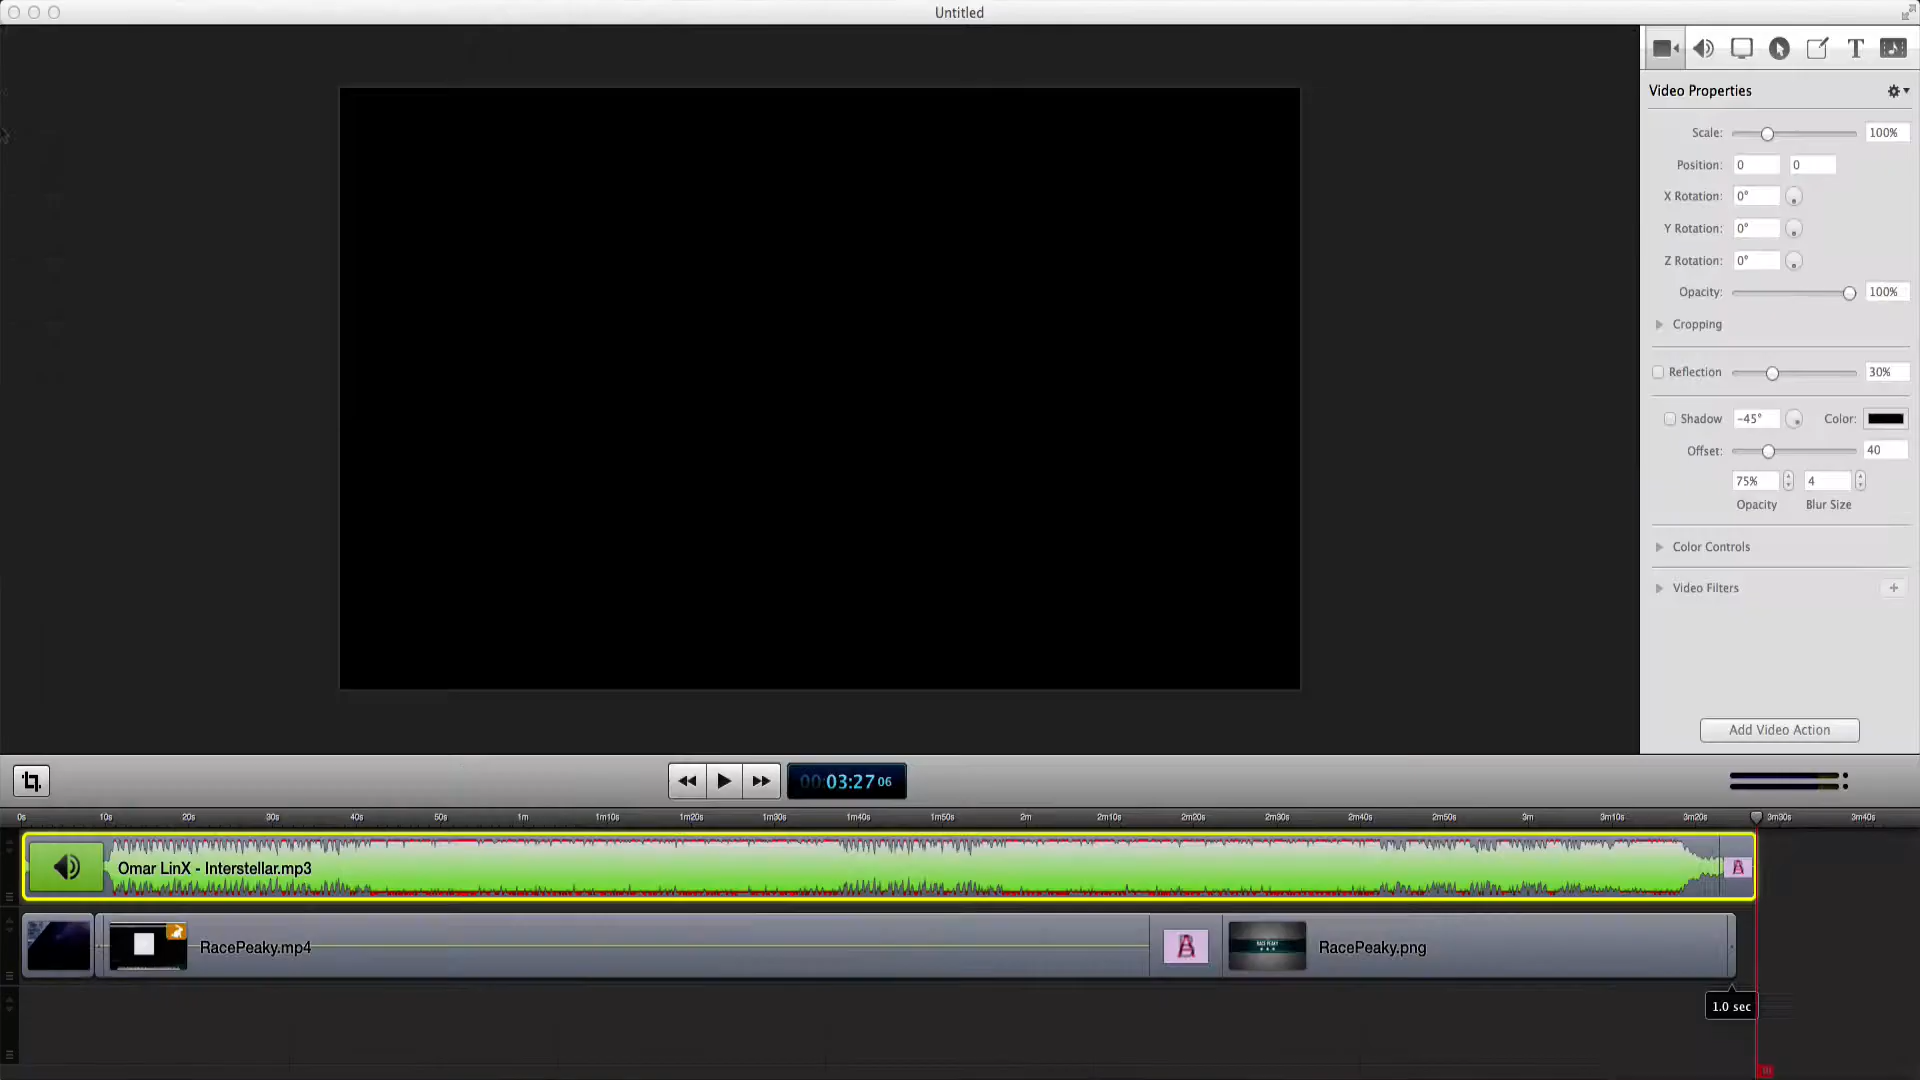 Untitled
Video Properties
Scale: 100%
Position: 0 0
X Rotation: 0°
Y Rotation: 0°
Z Rotation: 0°
Opacity: 100%
Cropping
Reflection 30%
Shadow -45° Color:
Offset: 40
75% 4
Opacity Blur Size
Color Controls
Video Filters
Add Video Action
00:03:27 06
0s 10s 20s 30s 40s 50s 1m 1m10s 1m20s 1m30s 1m40s 1m50s 2m 2m10s 2m20s 2m30s 2m40s 2m50s 3m 3m10s 3m20s 3m30s 3m40s
Omar LinX - Interstellar.mp3
A
RacePeaky.mp4
A
RACE PEAKY
RacePeaky.png
1.0 sec